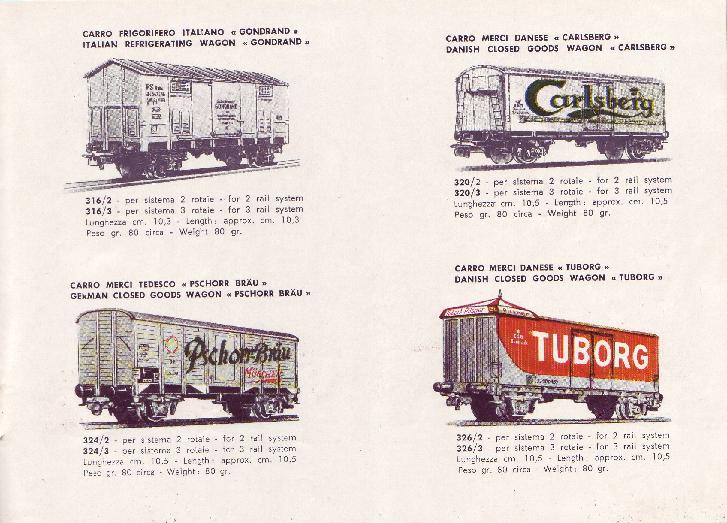 CARRO FRIGORIFERO ITALIANO « GONDRAND »
ITALIAN REFRIGERATING WAGON « GONDRAND »
GONDRAND
316/2 - per sistema 2 rotaie - for 2 rail system
316/3 - per sistema 3 rotaie - for 3 rail system
Lunghezza cm. 10,3 - Length: approx. cm. 10,3
Peso gr. 80 circa - Weight 80 gr.
CARRO MERCI DANESE « CARLSBERG »
DANISH CLOSED GOODS WAGON « CARLSBERG »
Carlsberg
320/2 - per sistema 2 rotaie - for 2 rail system
320/3 - per sistema 3 rotaie - for 3 rail system
Lunghezza cm. 10,5 - Length: approx. cm. 10,5
Peso gr. 80 circa - Weight 80 gr.
CARRO MERCI TEDESCO « PSCHORR BRÄU »
GERMAN CLOSED GOODS WAGON « PSCHORR BRÄU »
Pschorr-Bräu
MÜNCHEN
324/2 - per sistema 2 rotaie - for 2 rail system
324/3 - per sistema 3 rotaie - for 3 rail system
Lunghezza cm. 10,5 - Length: approx. cm. 10,5
Peso gr. 80 circa - Weight: 80 gr.
CARRO MERCI DANESE « TUBORG »
DANISH CLOSED GOODS WAGON « TUBORG »
TUBORG
326/2 - per sistema 2 rotaie - for 2 rail system
326/3 per sistema 3 rotaie - for 3 rail system
Lunghezza cm. 10,5 - Length: approx. cm. 10,5
Peso gr. 80 circa - Weight: 80 gr.